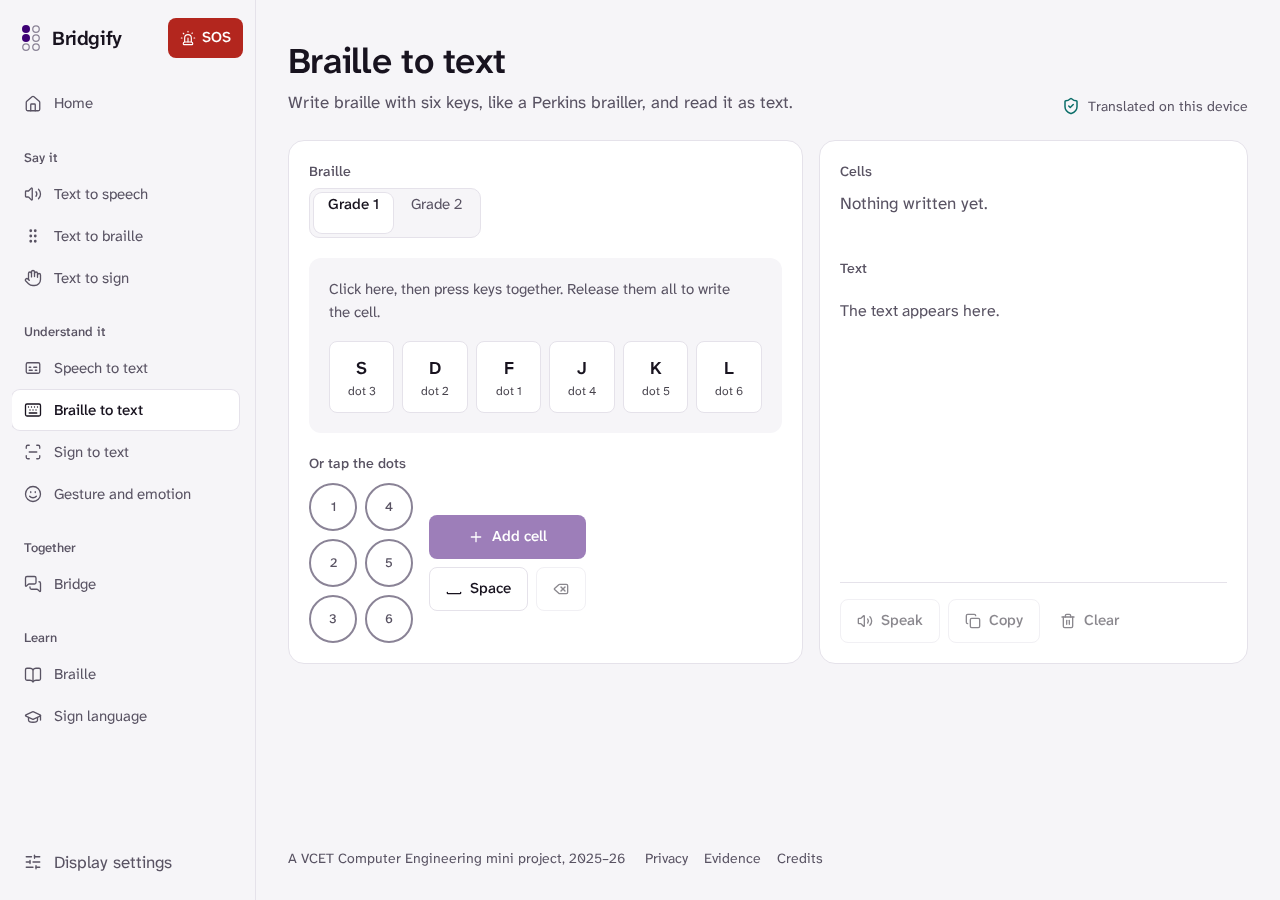 Bridgify
SOS
Home
Say it
Text to speech
Text to braille
Text to sign
Understand it
Speech to text
Braille to text
Sign to text
Gesture and emotion
Together
Bridge
Learn
Braille
Sign language
Display settings
Braille to text
Write braille with six keys, like a Perkins brailler, and read it as text.
Translated on this device
Braille
Grade 1 Grade 2
Click here, then press keys together. Release them all to write
the cell.
S D F J K L
dot 3 dot 2 dot 1 dot 4 dot 5 dot 6
Or tap the dots
1 4
2 5
3 6
Add cell
Space
Cells
Nothing written yet.
Text
The text appears here.
Speak Copy Clear
A VCET Computer Engineering mini project, 2025–26 Privacy Evidence Credits